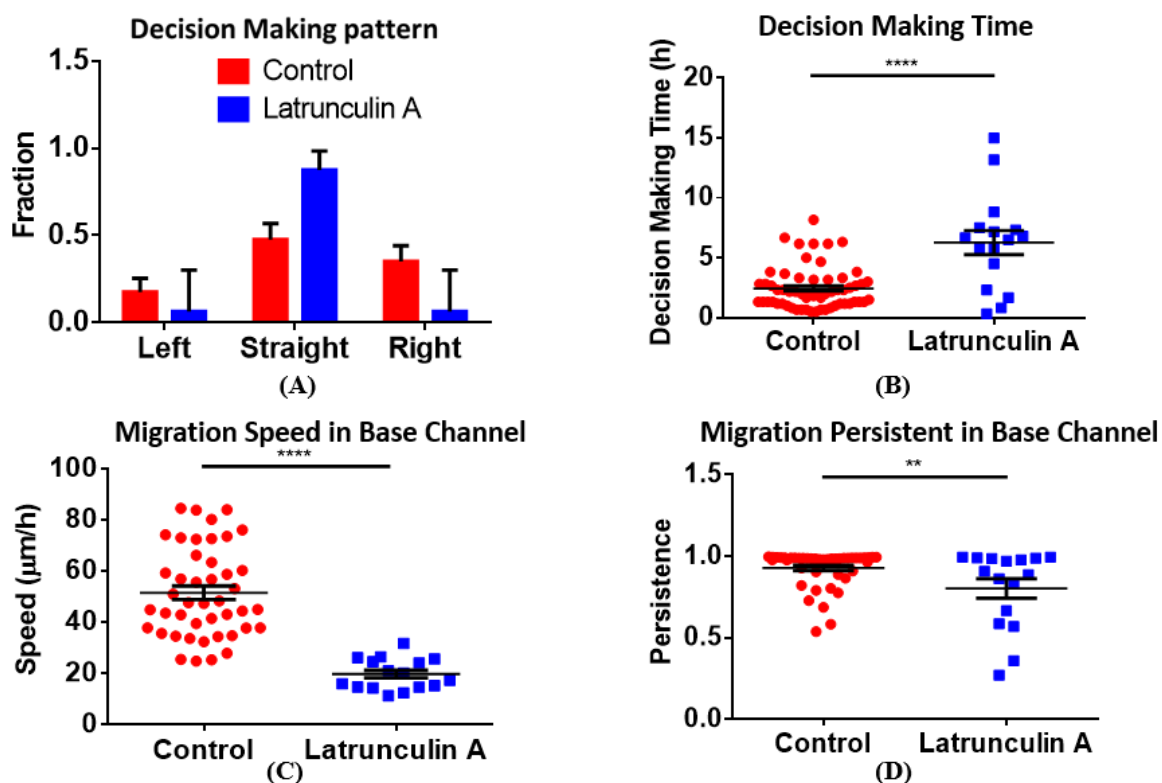 Decision Making pattern
1.5
1.0
0.5
0.0
Fraction
Control
Latrunculin A
Left Straight Right
(A)
Decision Making Time
****
20
15
10
5
0
Decision Making Time (h)
Control Latrunculin A
(B)
Migration Speed in Base Channel
****
100
80
60
40
20
0
Speed (μm/h)
Control Latrunculin A
(C)
Migration Persistent in Base Channel
**
1.5
1.0
0.5
0.0
Persistence
Control Latrunculin A
(D)